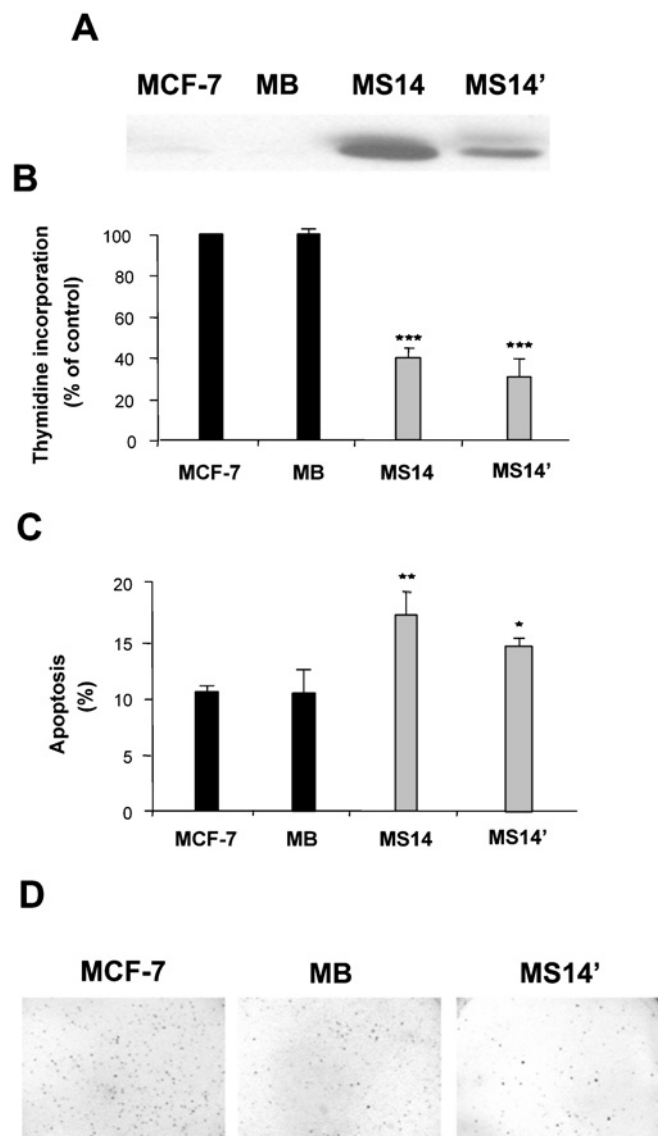 A
MCF-7 MB MS14 MS14’
B
Thymidine incorporation
(% of control)
100
80
60
40
20
0
*** ***
MCF-7 MB MS14 MS14’
C
Apoptosis
(%)
20
15
10
5
0
** *
MCF-7 MB MS14 MS14’
D
MCF-7 MB MS14’